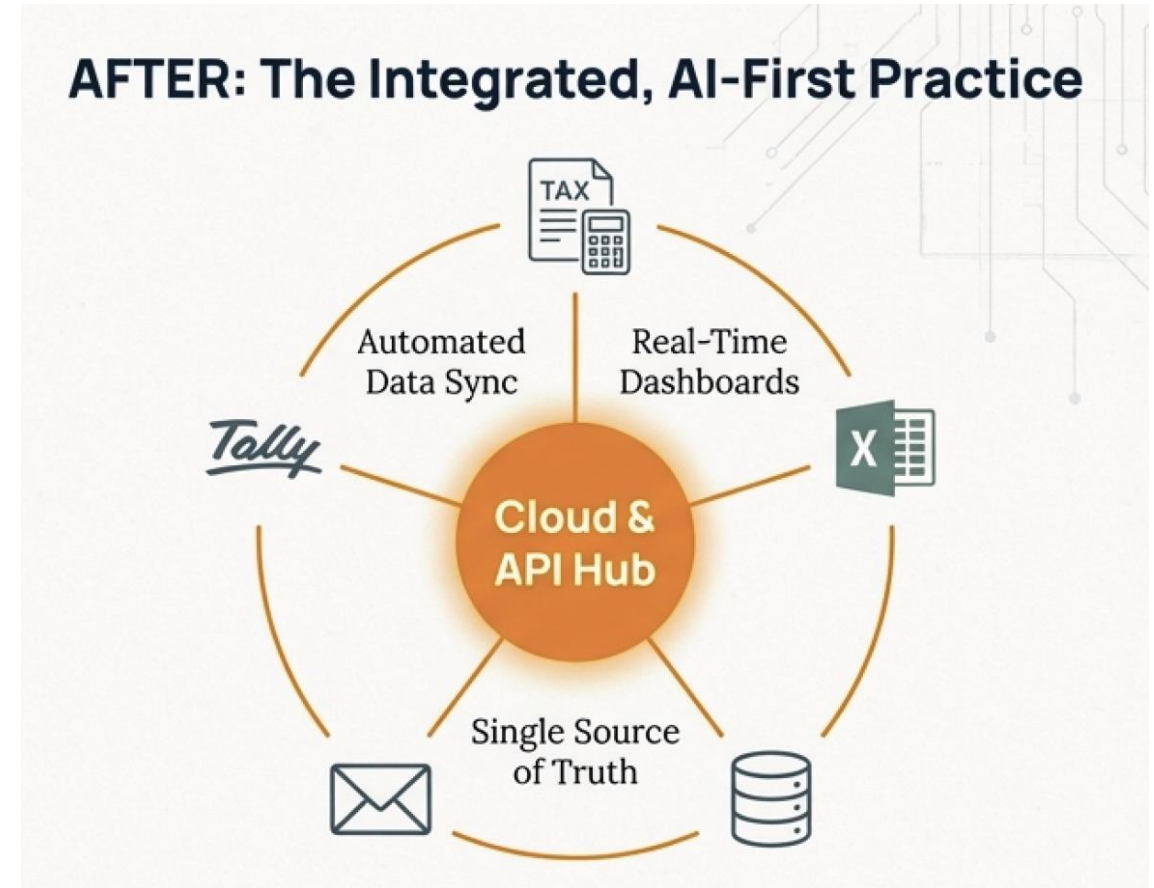 AFTER: The Integrated, AI-First Practice
TAX
Automated
Data Sync
Real-Time
Dashboards
Tally
X
Cloud &
API Hub
Single Source
of Truth